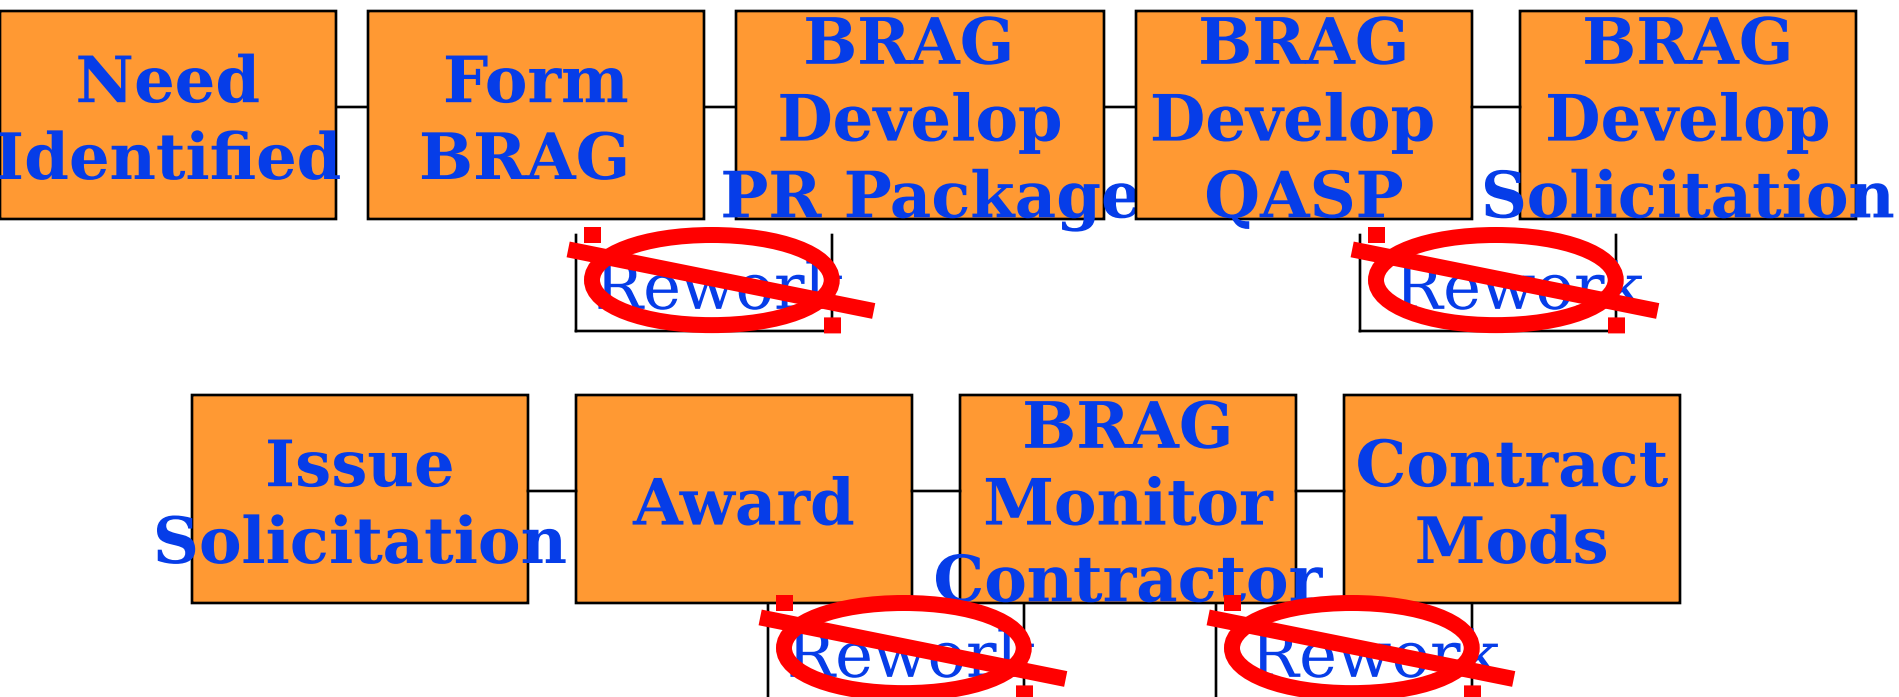 Need
Identified
Form
BRAG
BRAG
Develop
PR Package
BRAG
Develop
QASP
BRAG
Develop
Solicitation
Rework
Rework
Issue
Solicitation
Award
BRAG
Monitor
Contractor
Contract
Mods
Rework
Rework